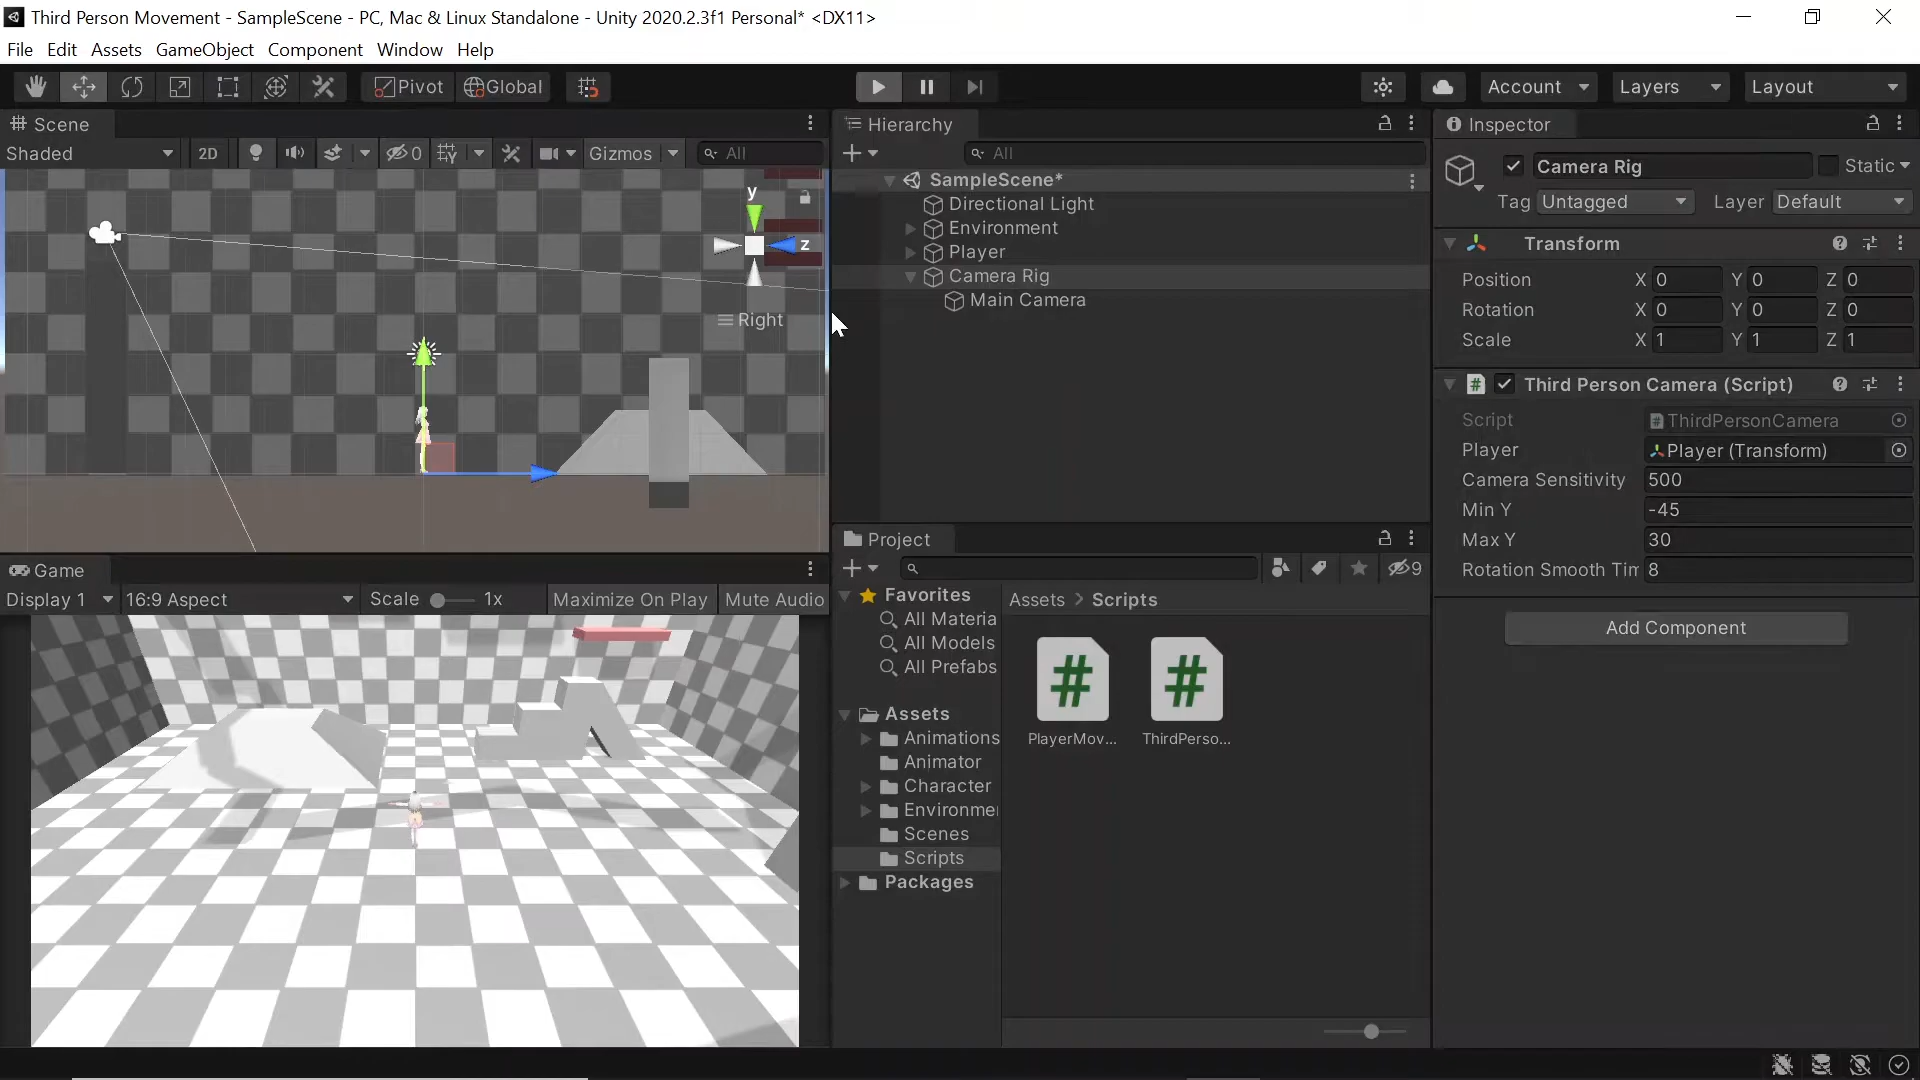 Third Person Movement - SampleScene - PC, Mac & Linux Standalone - Unity 2020.2.3f1 Personal* <DX11>
File Edit Assets GameObject Component Window Help
Pivot Global Account Layers Layout
Scene
Shaded 2D 0 Gizmos All
y
z
Right
Game
Display 1 16:9 Aspect Scale 1x Maximize On Play Mute Audio
Hierarchy
All
SampleScene*
Directional Light
Environment
Player
Camera Rig
Main Camera
Project
9
Favorites
All Materia
All Models
All Prefabs
Assets
Animations
Animator
Character
Environme
Scenes
Scripts
Packages
Assets > Scripts
PlayerMov...
ThirdPerso...
Inspector
Camera Rig Static
Tag Untagged Layer Default
Transform
Position X 0 Y 0 Z 0
Rotation X 0 Y 0 Z 0
Scale X 1 Y 1 Z 1
# Third Person Camera (Script)
Script ThirdPersonCamera
Player Player (Transform)
Camera Sensitivity 500
Min Y -45
Max Y 30
Rotation Smooth Tim 8
Add Component